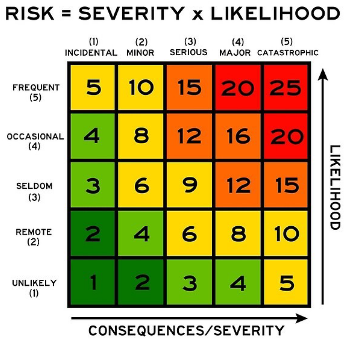 RISK = SEVERITY x LIKELIHOOD
(1) (2) (3) (4) (5)
INCIDENTAL MINOR SERIOUS MAJOR CATASTROPHIC
FREQUENT
(5)
5 10 15 20 25
OCCASIONAL
(4)
4 8 12 16 20
SELDOM
(3)
3 6 9 12 15
REMOTE
(2)
2 4 6 8 10
UNLIKELY
(1)
1 2 3 4 5
LIKELIHOOD
CONSEQUENCES/SEVERITY